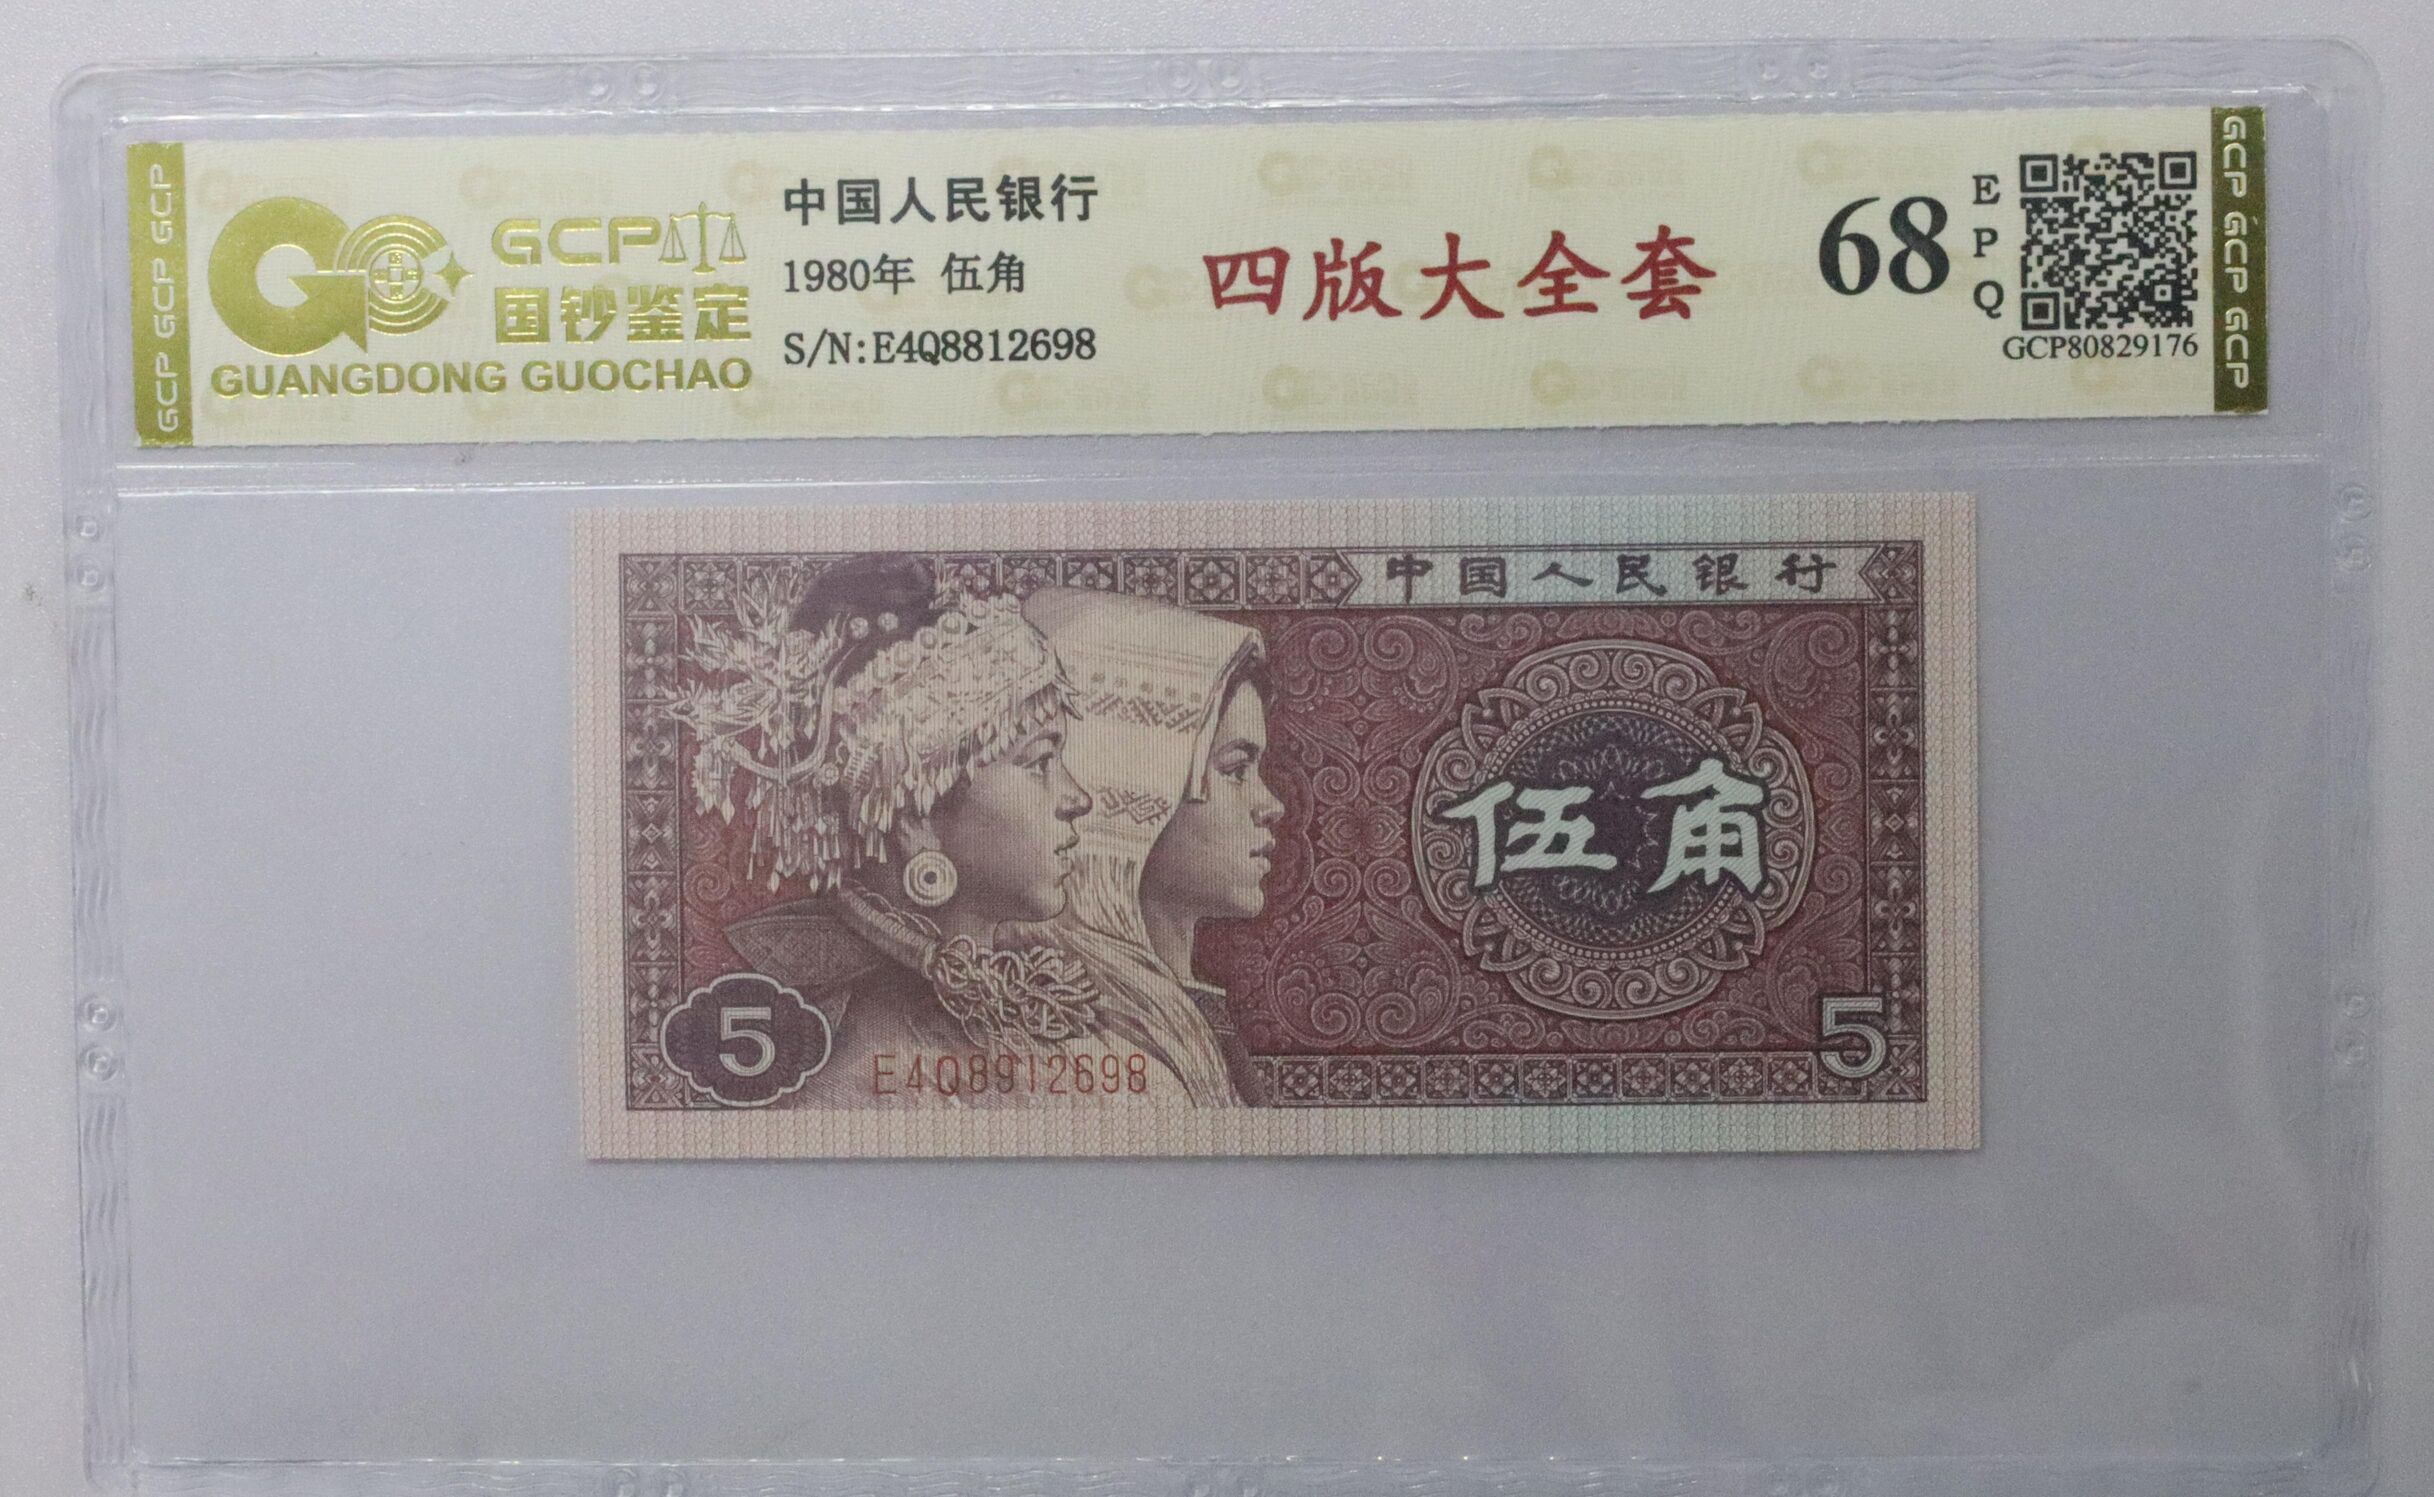 GCP GCP GCP
GCP
国钞鉴定
GUANGDONG GUOCHAO
中国人民银行
1980年 伍角
S/N:E4Q8812698
四版大全套
68
EPQ
GCP80829176
GCP GCP GCP
中国人民银行
伍角
5
E4Q8912698
5